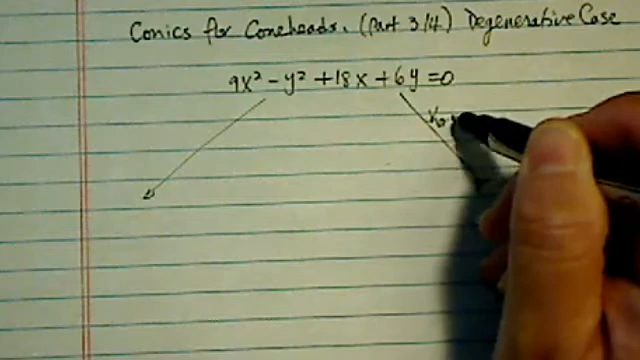 Conics for Coneheads. (Part 3/4) Degenerative Case
9x² - y² + 18x + 6y = 0